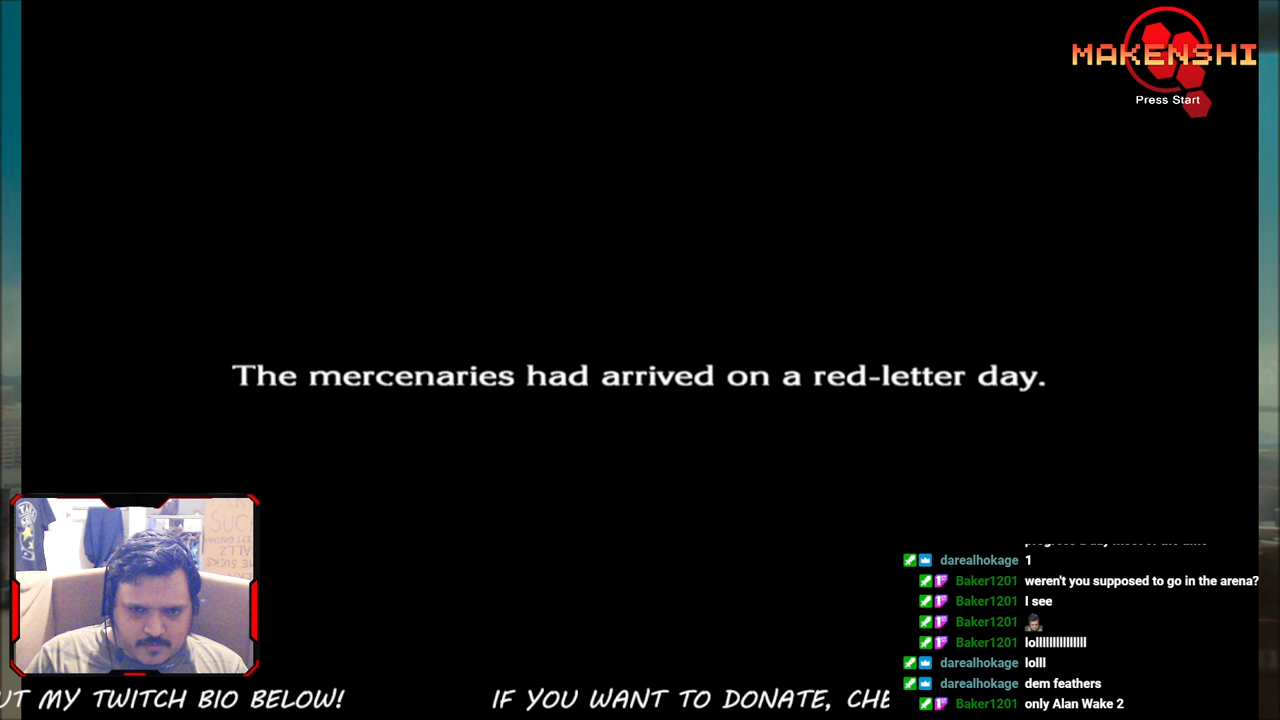 MAKENSHI
Press Start
The mercenaries had arrived on a red-letter day.
darealhokage 1
Baker1201 weren't you supposed to go in the arena?
Baker1201 I see
Baker1201
Baker1201 lolllllllllllllll
darealhokage lolll
darealhokage dem feathers
Baker1201 only Alan Wake 2
UT MY TWITCH BIO BELOW! IF YOU WANT TO DONATE, CHE